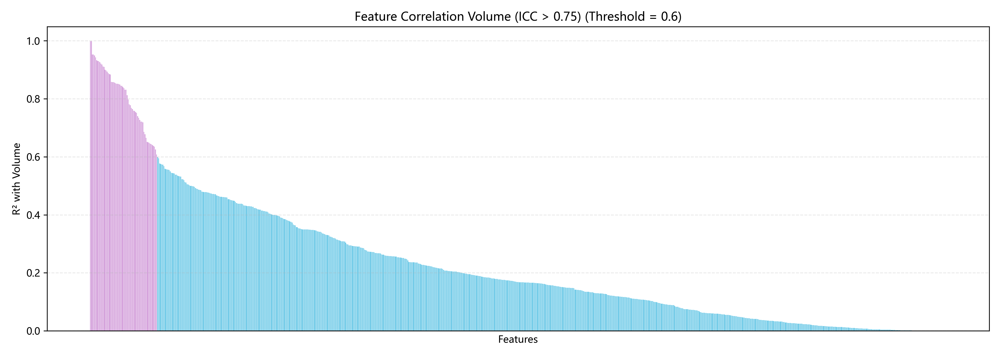 Feature Correlation Volume (ICC > 0.75) (Threshold = 0.6)
R² with Volume
1.0
0.8
0.6
0.4
0.2
0.0
Features